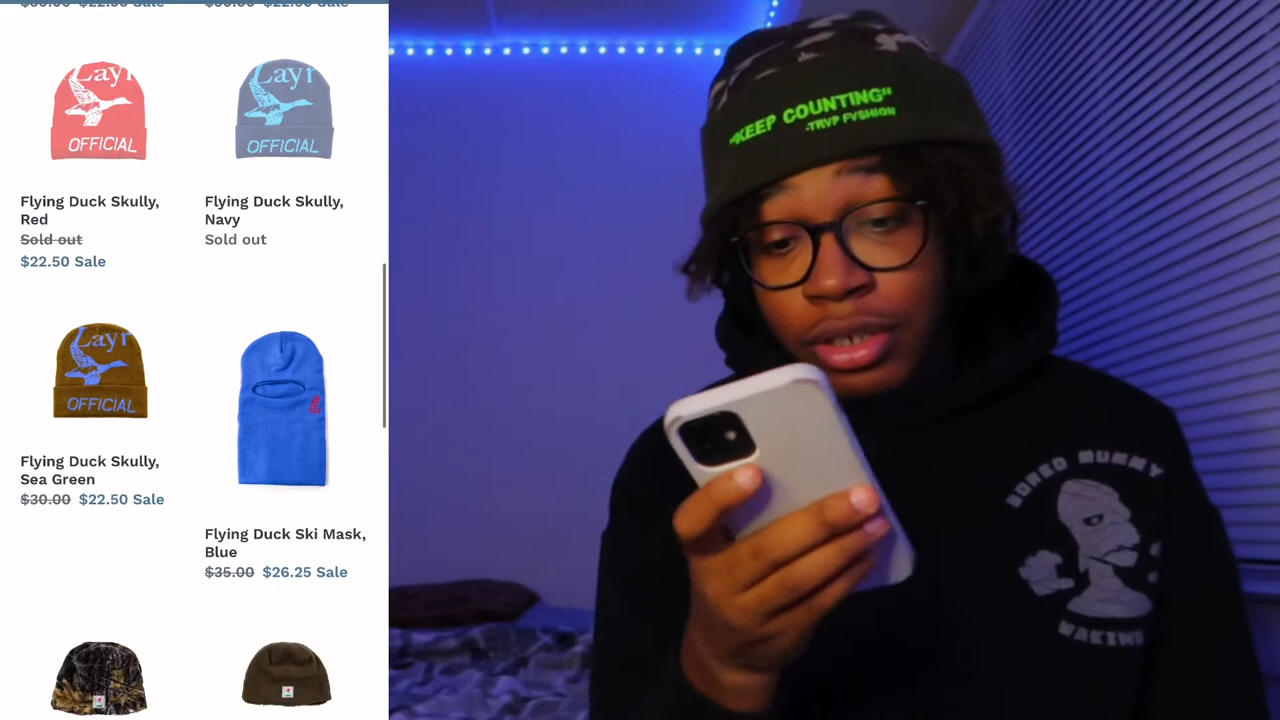 Layr
OFFICIAL
Layr
OFFICIAL
Flying Duck Skully,
Red
Sold out
$22.50 Sale
Flying Duck Skully,
Navy
Sold out
Layr
OFFICIAL
Flying Duck Skully,
Sea Green
$30.00 $22.50 Sale
Flying Duck Ski Mask,
Blue
$35.00 $26.25 Sale
"KEEP COUNTING"
-TRVP FVSHION
BORED MUMMY
WAKING